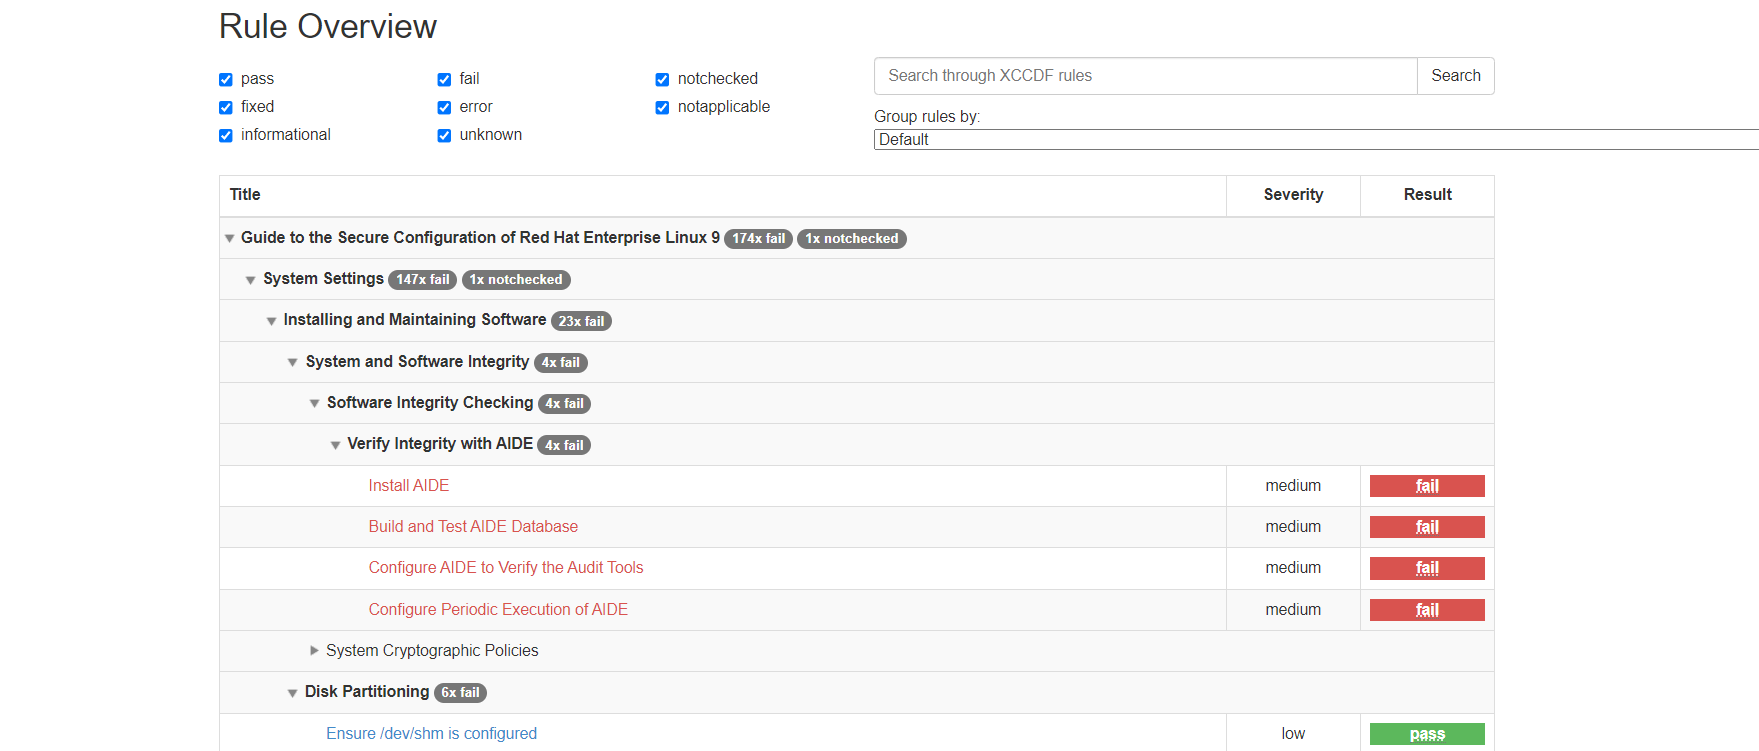 Rule Overview
pass
fail
notchecked
fixed
error
notapplicable
informational
unknown
Search through XCCDF rules
Search
Group rules by:
Default
Title Severity Result
Guide to the Secure Configuration of Red Hat Enterprise Linux 9 174x fail 1x notchecked
System Settings 147x fail 1x notchecked
Installing and Maintaining Software 23x fail
System and Software Integrity 4x fail
Software Integrity Checking 4x fail
Verify Integrity with AIDE 4x fail
Install AIDE medium fail
Build and Test AIDE Database medium fail
Configure AIDE to Verify the Audit Tools medium fail
Configure Periodic Execution of AIDE medium fail
System Cryptographic Policies
Disk Partitioning 6x fail
Ensure /dev/shm is configured low pass